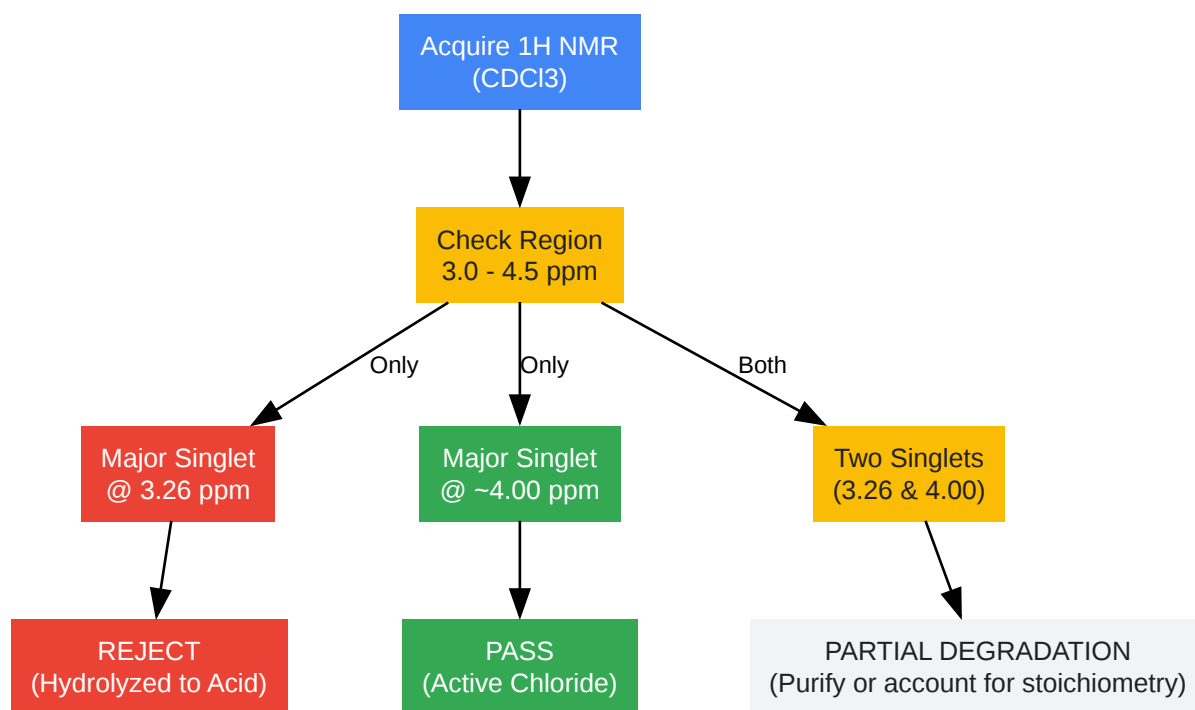 Acquire 1H NMR
(CDCl3)
Check Region
3.0 - 4.5 ppm
Only
Only
Both
Major Singlet
@ 3.26 ppm
Major Singlet
@ ~4.00 ppm
Two Singlets
(3.26 & 4.00)
REJECT
(Hydrolyzed to Acid)
PASS
(Active Chloride)
PARTIAL DEGRADATION
(Purify or account for stoichiometry)